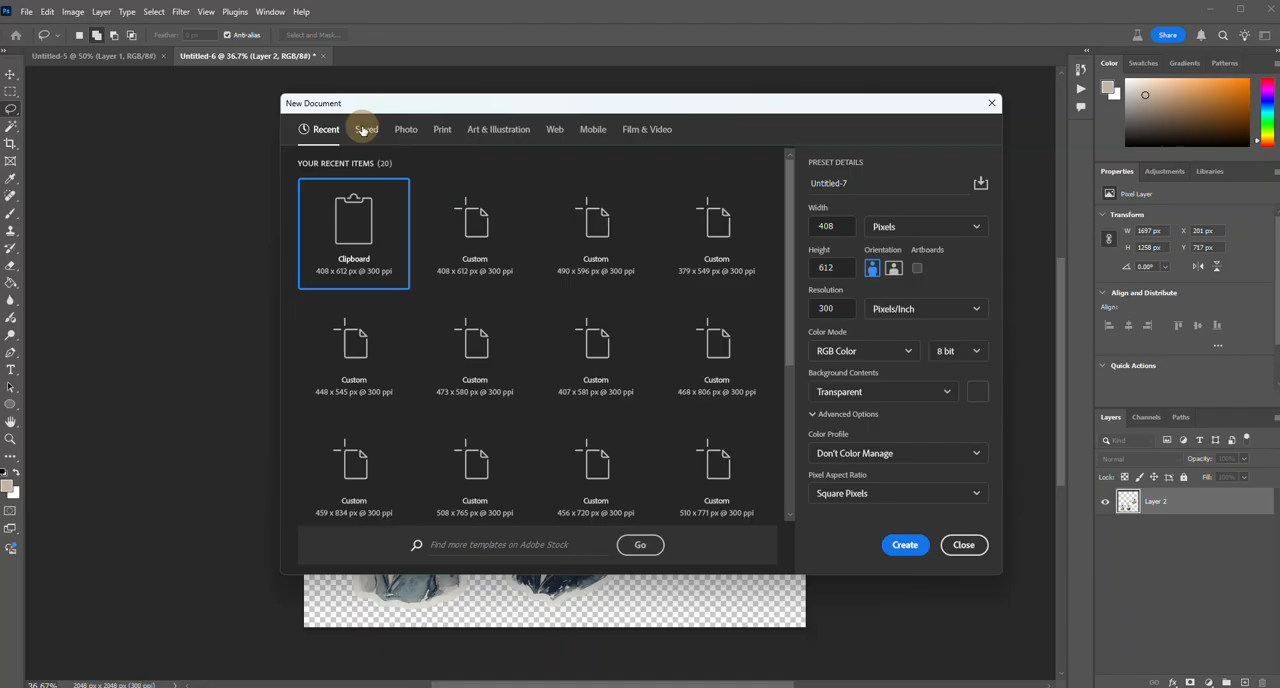 Ps File Edit Image Layer Type Select Filter View Plugins Window Help
Feather: 0 px Anti-alias Select and Mask... Share
Untitled-5 @ 50% (Layer 1, RGB/8#) × Untitled-6 @ 36.7% (Layer 2, RGB/8#) * ×
New Document
Recent Saved Photo Print Art & Illustration Web Mobile Film & Video
YOUR RECENT ITEMS (20)
Clipboard
408 x 612 px @ 300 ppi
Custom
408 x 612 px @ 300 ppi
Custom
490 x 596 px @ 300 ppi
Custom
379 x 549 px @ 300 ppi
Custom
448 x 545 px @ 300 ppi
Custom
473 x 580 px @ 300 ppi
Custom
407 x 581 px @ 300 ppi
Custom
468 x 806 px @ 300 ppi
Custom
459 x 834 px @ 300 ppi
Custom
508 x 765 px @ 300 ppi
Custom
456 x 720 px @ 300 ppi
Custom
510 x 771 px @ 300 ppi
Find more templates on Adobe Stock Go
PRESET DETAILS
Untitled-7
Width
408 Pixels
Height Orientation Artboards
612
Resolution
300 Pixels/Inch
Color Mode
RGB Color 8 bit
Background Contents
Transparent
Advanced Options
Color Profile
Don't Color Manage
Pixel Aspect Ratio
Square Pixels
Create Close
Color Swatches Gradients Patterns
Properties Adjustments Libraries
Pixel Layer
Transform
W 1697 px X 201 px
H 1258 px Y 717 px
0.00°
Align and Distribute
Align:
Quick Actions
Layers Channels Paths
Kind
Normal Opacity: 100%
Lock: Fill: 100%
Layer 2
36.67% 2048 px x 2048 px (300 ppi)